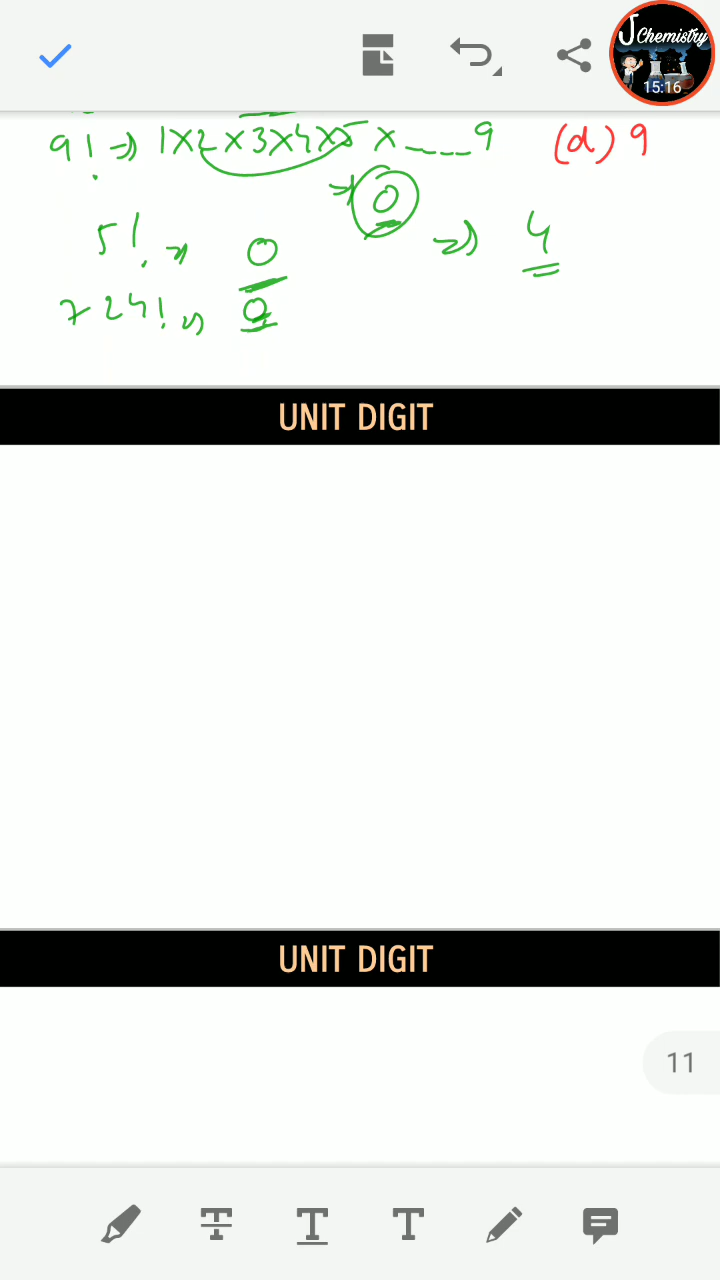 J Chemistry
15:16
9! ⇒ 1×2×3×4×5×___9 (d) 9
⇒ 0
5! ⇒ 0 ⇒ 4
724! ⇒ 0
UNIT DIGIT
UNIT DIGIT
11
T T T